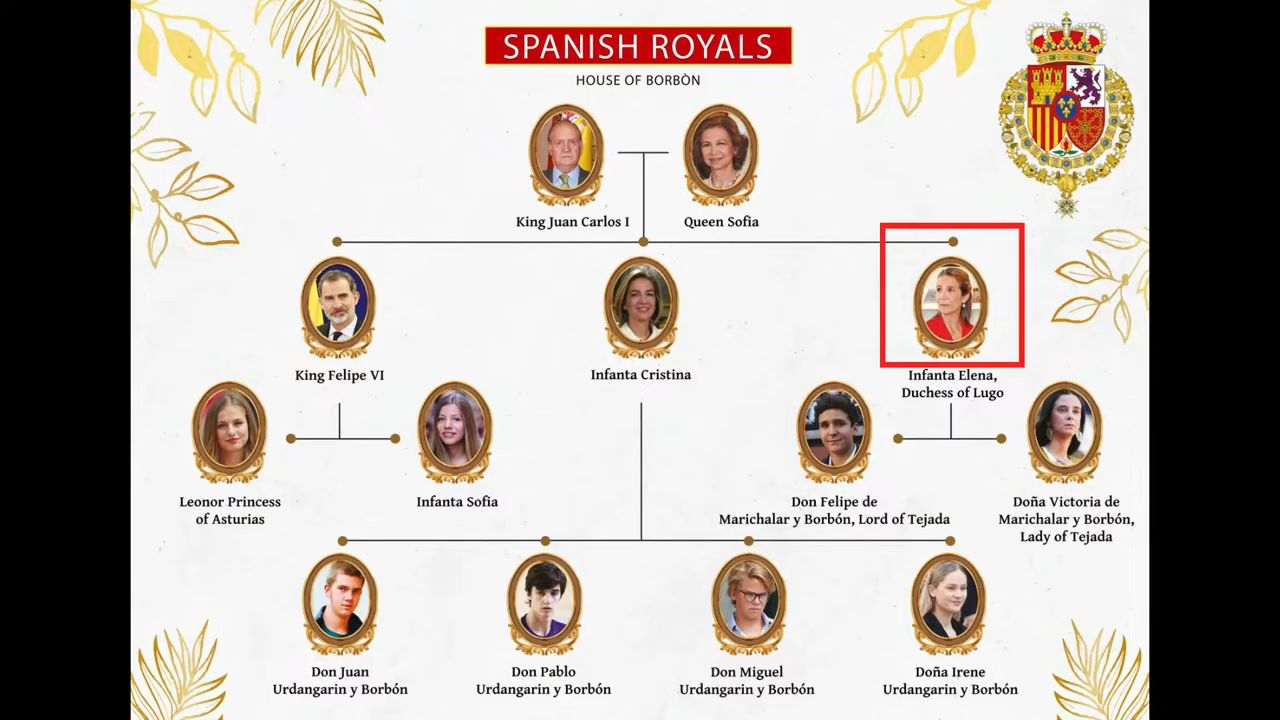 SPANISH ROYALS
HOUSE OF BORBÒN
King Juan Carlos I
Queen Sofia
King Felipe VI
Infanta Cristina
Infanta Elena,
Duchess of Lugo
Leonor Princess
of Asturias
Infanta Sofia
Don Felipe de
Marichalar y Borbón, Lord of Tejada
Doña Victoria de
Marichalar y Borbón,
Lady of Tejada
Don Juan
Urdangarin y Borbón
Don Pablo
Urdangarin y Borbón
Don Miguel
Urdangarin y Borbón
Doña Irene
Urdangarin y Borbón